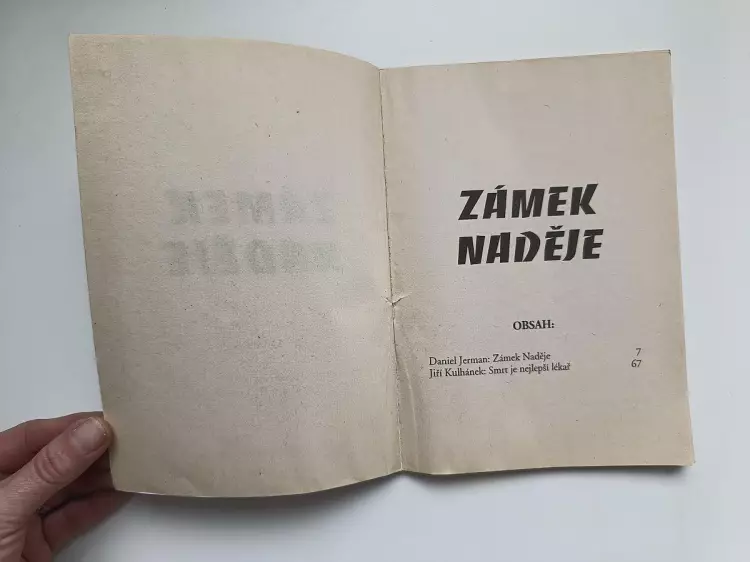 ZÁMEK
NADĚJE
OBSAH:
Daniel Jerman: Zámek Naděje 7
Jiří Kulhánek: Smrt je nejlepší lékař 67